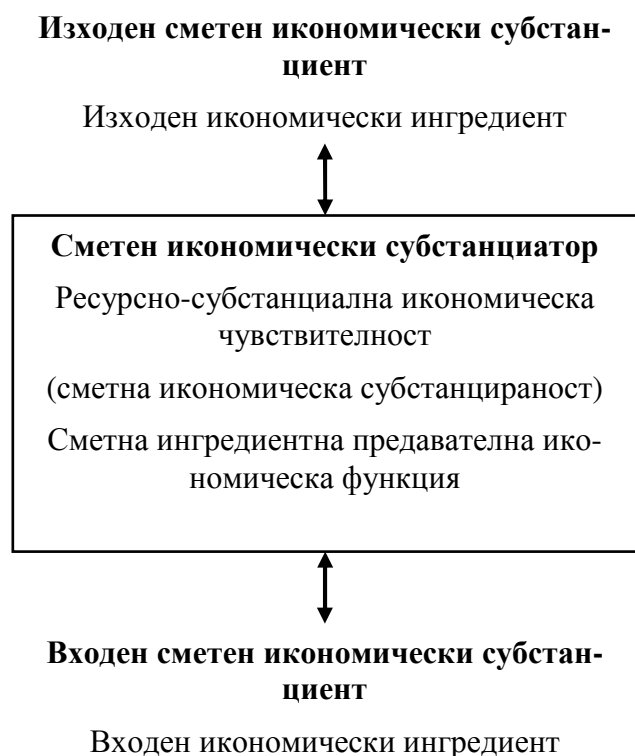 Изходен сметен икономически субстан-
циент
Изходен икономически ингредиент
Сметен икономически субстанциатор
Ресурсно-субстанциална икономическа
чувствителност
(сметна икономическа субстанцираност)
Сметна ингредиентна предавателна ико-
номическа функция
Входен сметен икономически субстан-
циент
Входен икономически ингредиент